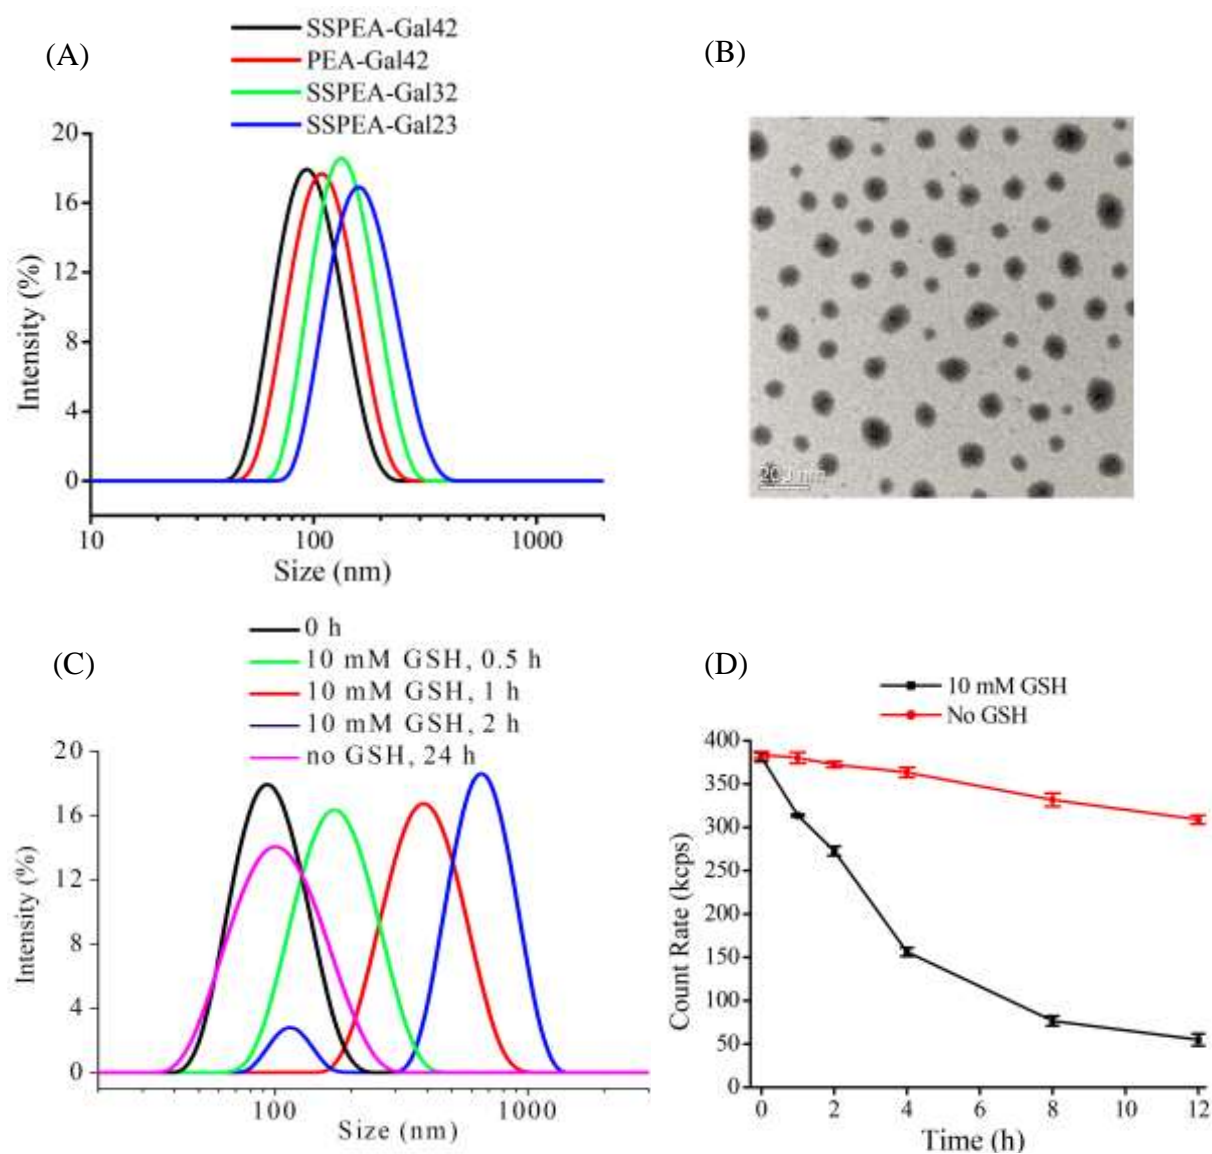 (A)
SSPEA-Gal42
PEA-Gal42
SSPEA-Gal32
SSPEA-Gal23
20
16
12
8
4
0
Intensity (%)
10 100 1000
Size (nm)
(B)
(C)
0 h
10 mM GSH, 0.5 h
10 mM GSH, 1 h
10 mM GSH, 2 h
no GSH, 24 h
20
16
12
8
4
0
Intensity (%)
100 1000
Size (nm)
(D)
10 mM GSH
No GSH
400
350
300
250
200
150
100
50
0
Count Rate (kcps)
0 2 4 6 8 10 12
Time (h)